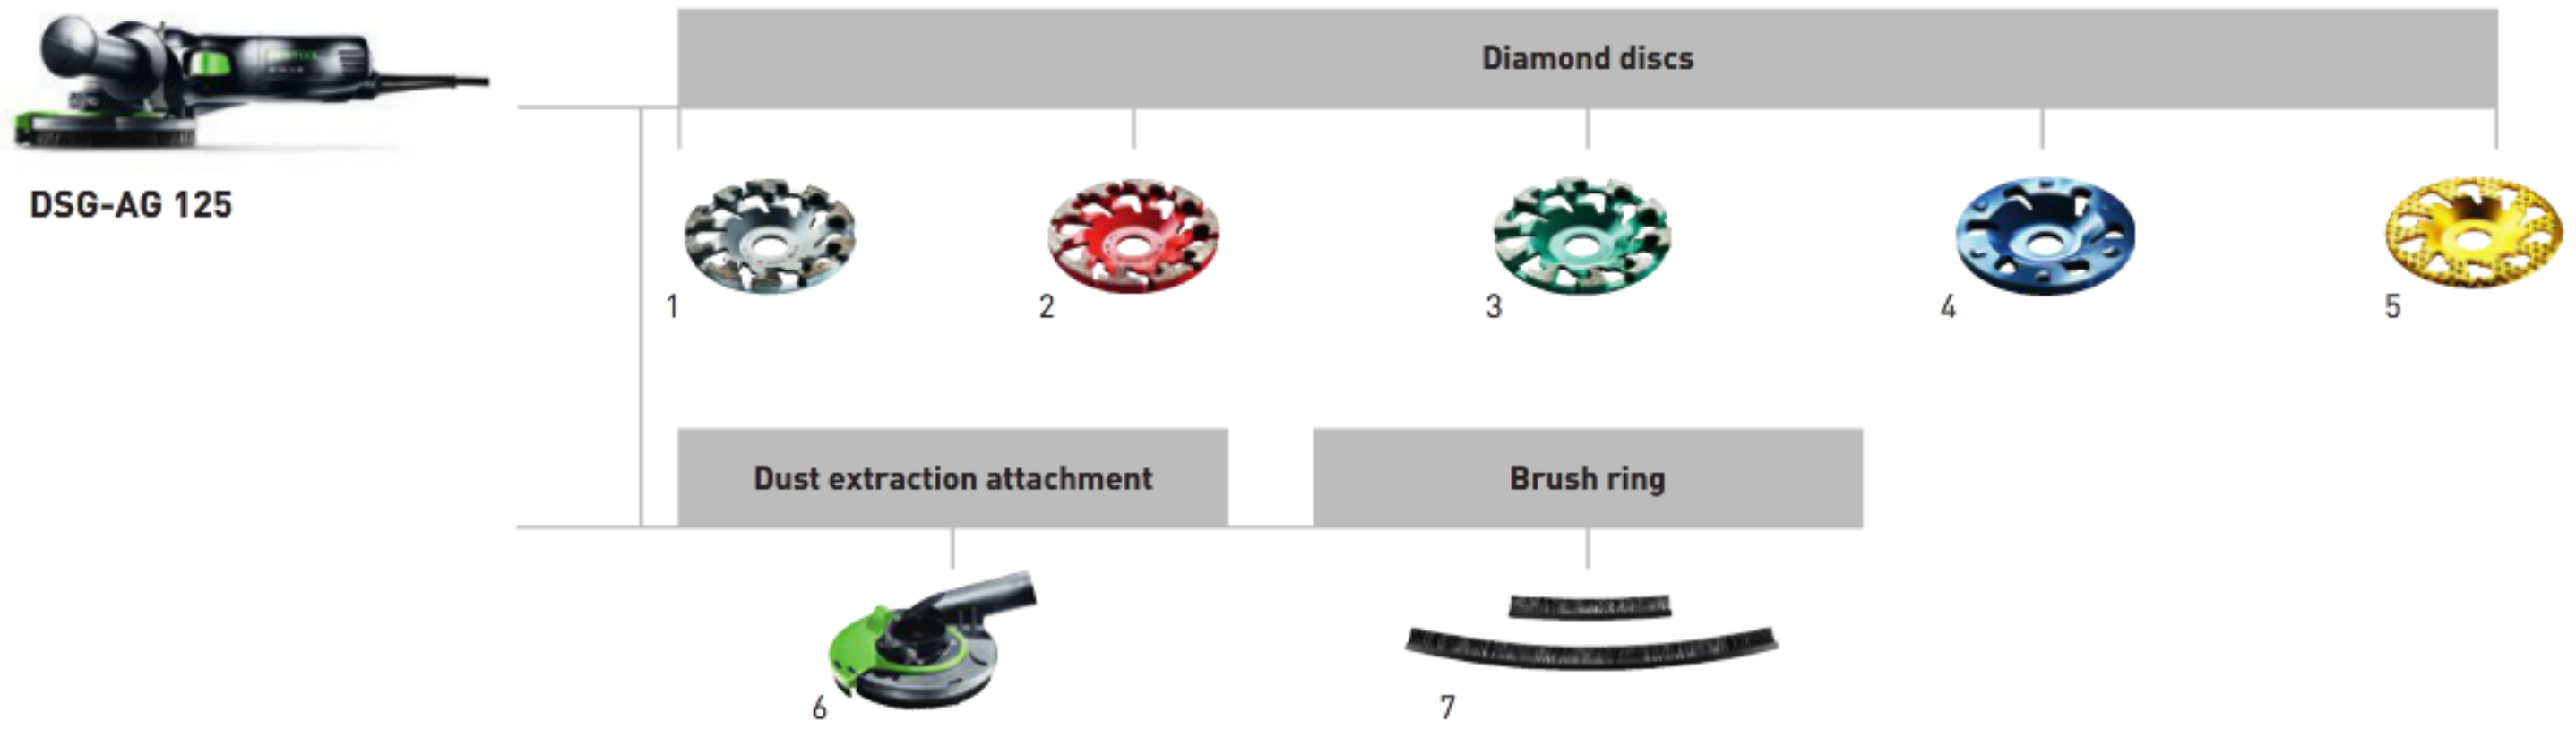 Diamond discs
DSG-AG 125
1
2
3
4
5
Dust extraction attachment
Brush ring
6
7